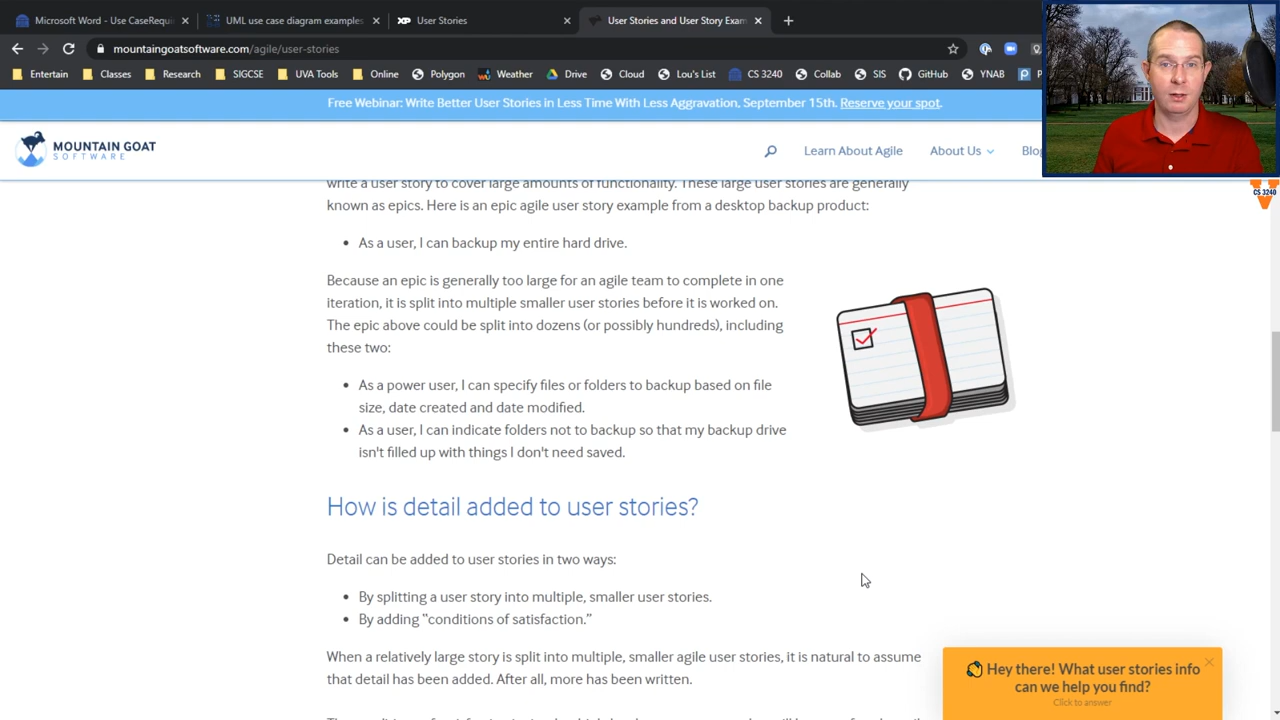 Microsoft Word - UseCaseRequi
UML use case diagram examples
XP
User Stories
User Stories and User Story Exam
mountaingoatsoftware.com/agile/user-stories
Entertain
Classes
Research
SIGCSE
UVA Tools
Online
Polygon
Weather
Drive
Cloud
Lou's List
CS 3240
Collab
SIS
GitHub
YNAB
Free Webinar: Write Better User Stories in Less Time With Less Aggravation, September 15th. Reserve your spot.
MOUNTAIN GOAT
SOFTWARE
Learn About Agile
About Us
Blog
CS 3240
write a user story to cover large amounts of functionality. These large user stories are generally
known as epics. Here is an epic agile user story example from a desktop backup product:
• As a user, I can backup my entire hard drive.
Because an epic is generally too large for an agile team to complete in one
iteration, it is split into multiple smaller user stories before it is worked on.
The epic above could be split into dozens (or possibly hundreds), including
these two:
• As a power user, I can specify files or folders to backup based on file
size, date created and date modified.
• As a user, I can indicate folders not to backup so that my backup drive
isn't filled up with things I don't need saved.
How is detail added to user stories?
Detail can be added to user stories in two ways:
• By splitting a user story into multiple, smaller user stories.
• By adding “conditions of satisfaction.”
When a relatively large story is split into multiple, smaller agile user stories, it is natural to assume
that detail has been added. After all, more has been written.
Hey there! What user stories info
can we help you find?
Click to answer